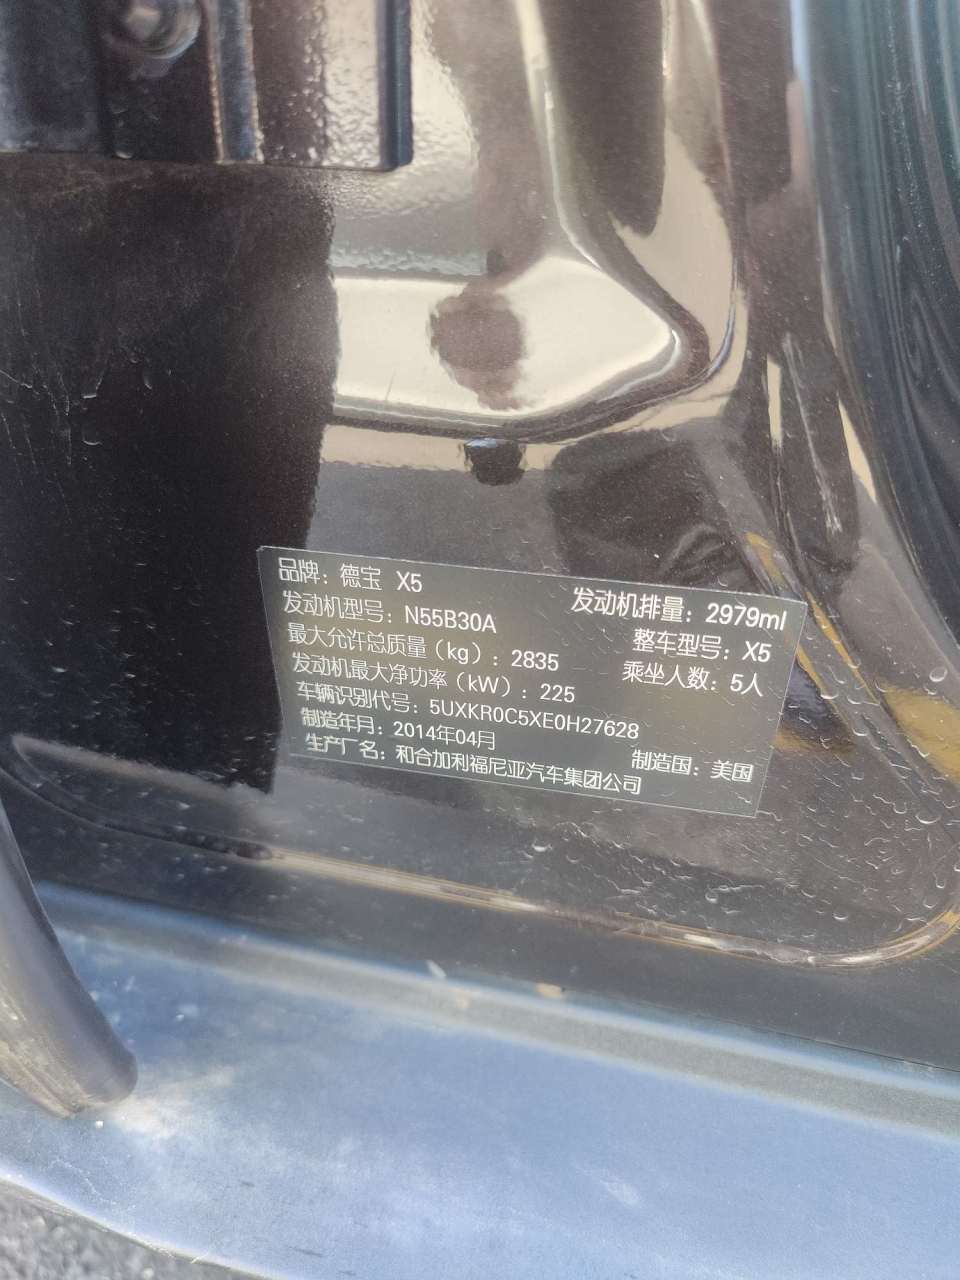 品牌：德宝 X5
发动机型号：N55B30A 发动机排量：2979ml
最大允许总质量（kg）：2835 整车型号：X5
发动机最大净功率（kW）：225 乘坐人数：5人
车辆识别代号：5UXKR0C5XE0H27628
制造年月：2014年04月 制造国：美国
生产厂名：和合加利福尼亚汽车集团公司